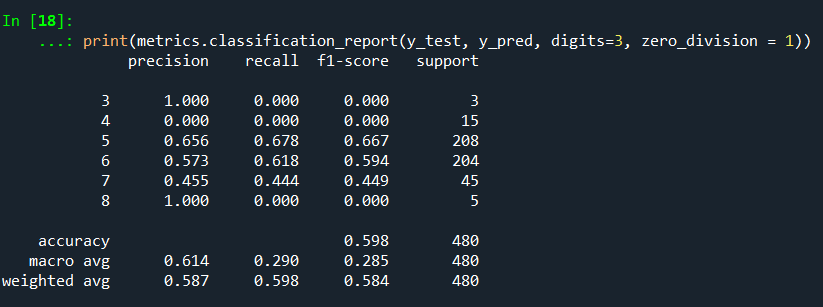 In [18]:
...: print(metrics.classification_report(y_test, y_pred, digits=3, zero_division = 1))
precision recall f1-score support
3 1.000 0.000 0.000 3
4 0.000 0.000 0.000 15
5 0.656 0.678 0.667 208
6 0.573 0.618 0.594 204
7 0.455 0.444 0.449 45
8 1.000 0.000 0.000 5
accuracy 0.598 480
macro avg 0.614 0.290 0.285 480
weighted avg 0.587 0.598 0.584 480